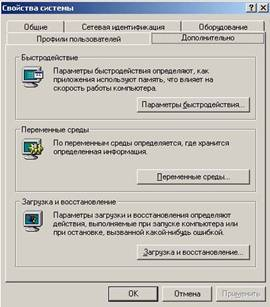 Свойства системы
Общие Сетевая идентификация Оборудование
Профили пользователей Дополнительно
Быстродействие
Параметры быстродействия определяют, как
приложения используют память, что влияет на
скорость работы компьютера.
Параметры быстродействия...
Переменные среды
По переменным среды определяется, где хранится
определенная информация.
Переменные среды...
Загрузка и восстановление
Параметры загрузки и восстановления определяют
действия, выполняемые при запуске компьютера или
при остановке, вызванной какой-нибудь ошибкой.
Загрузка и восстановление...
OK Отмена Применить